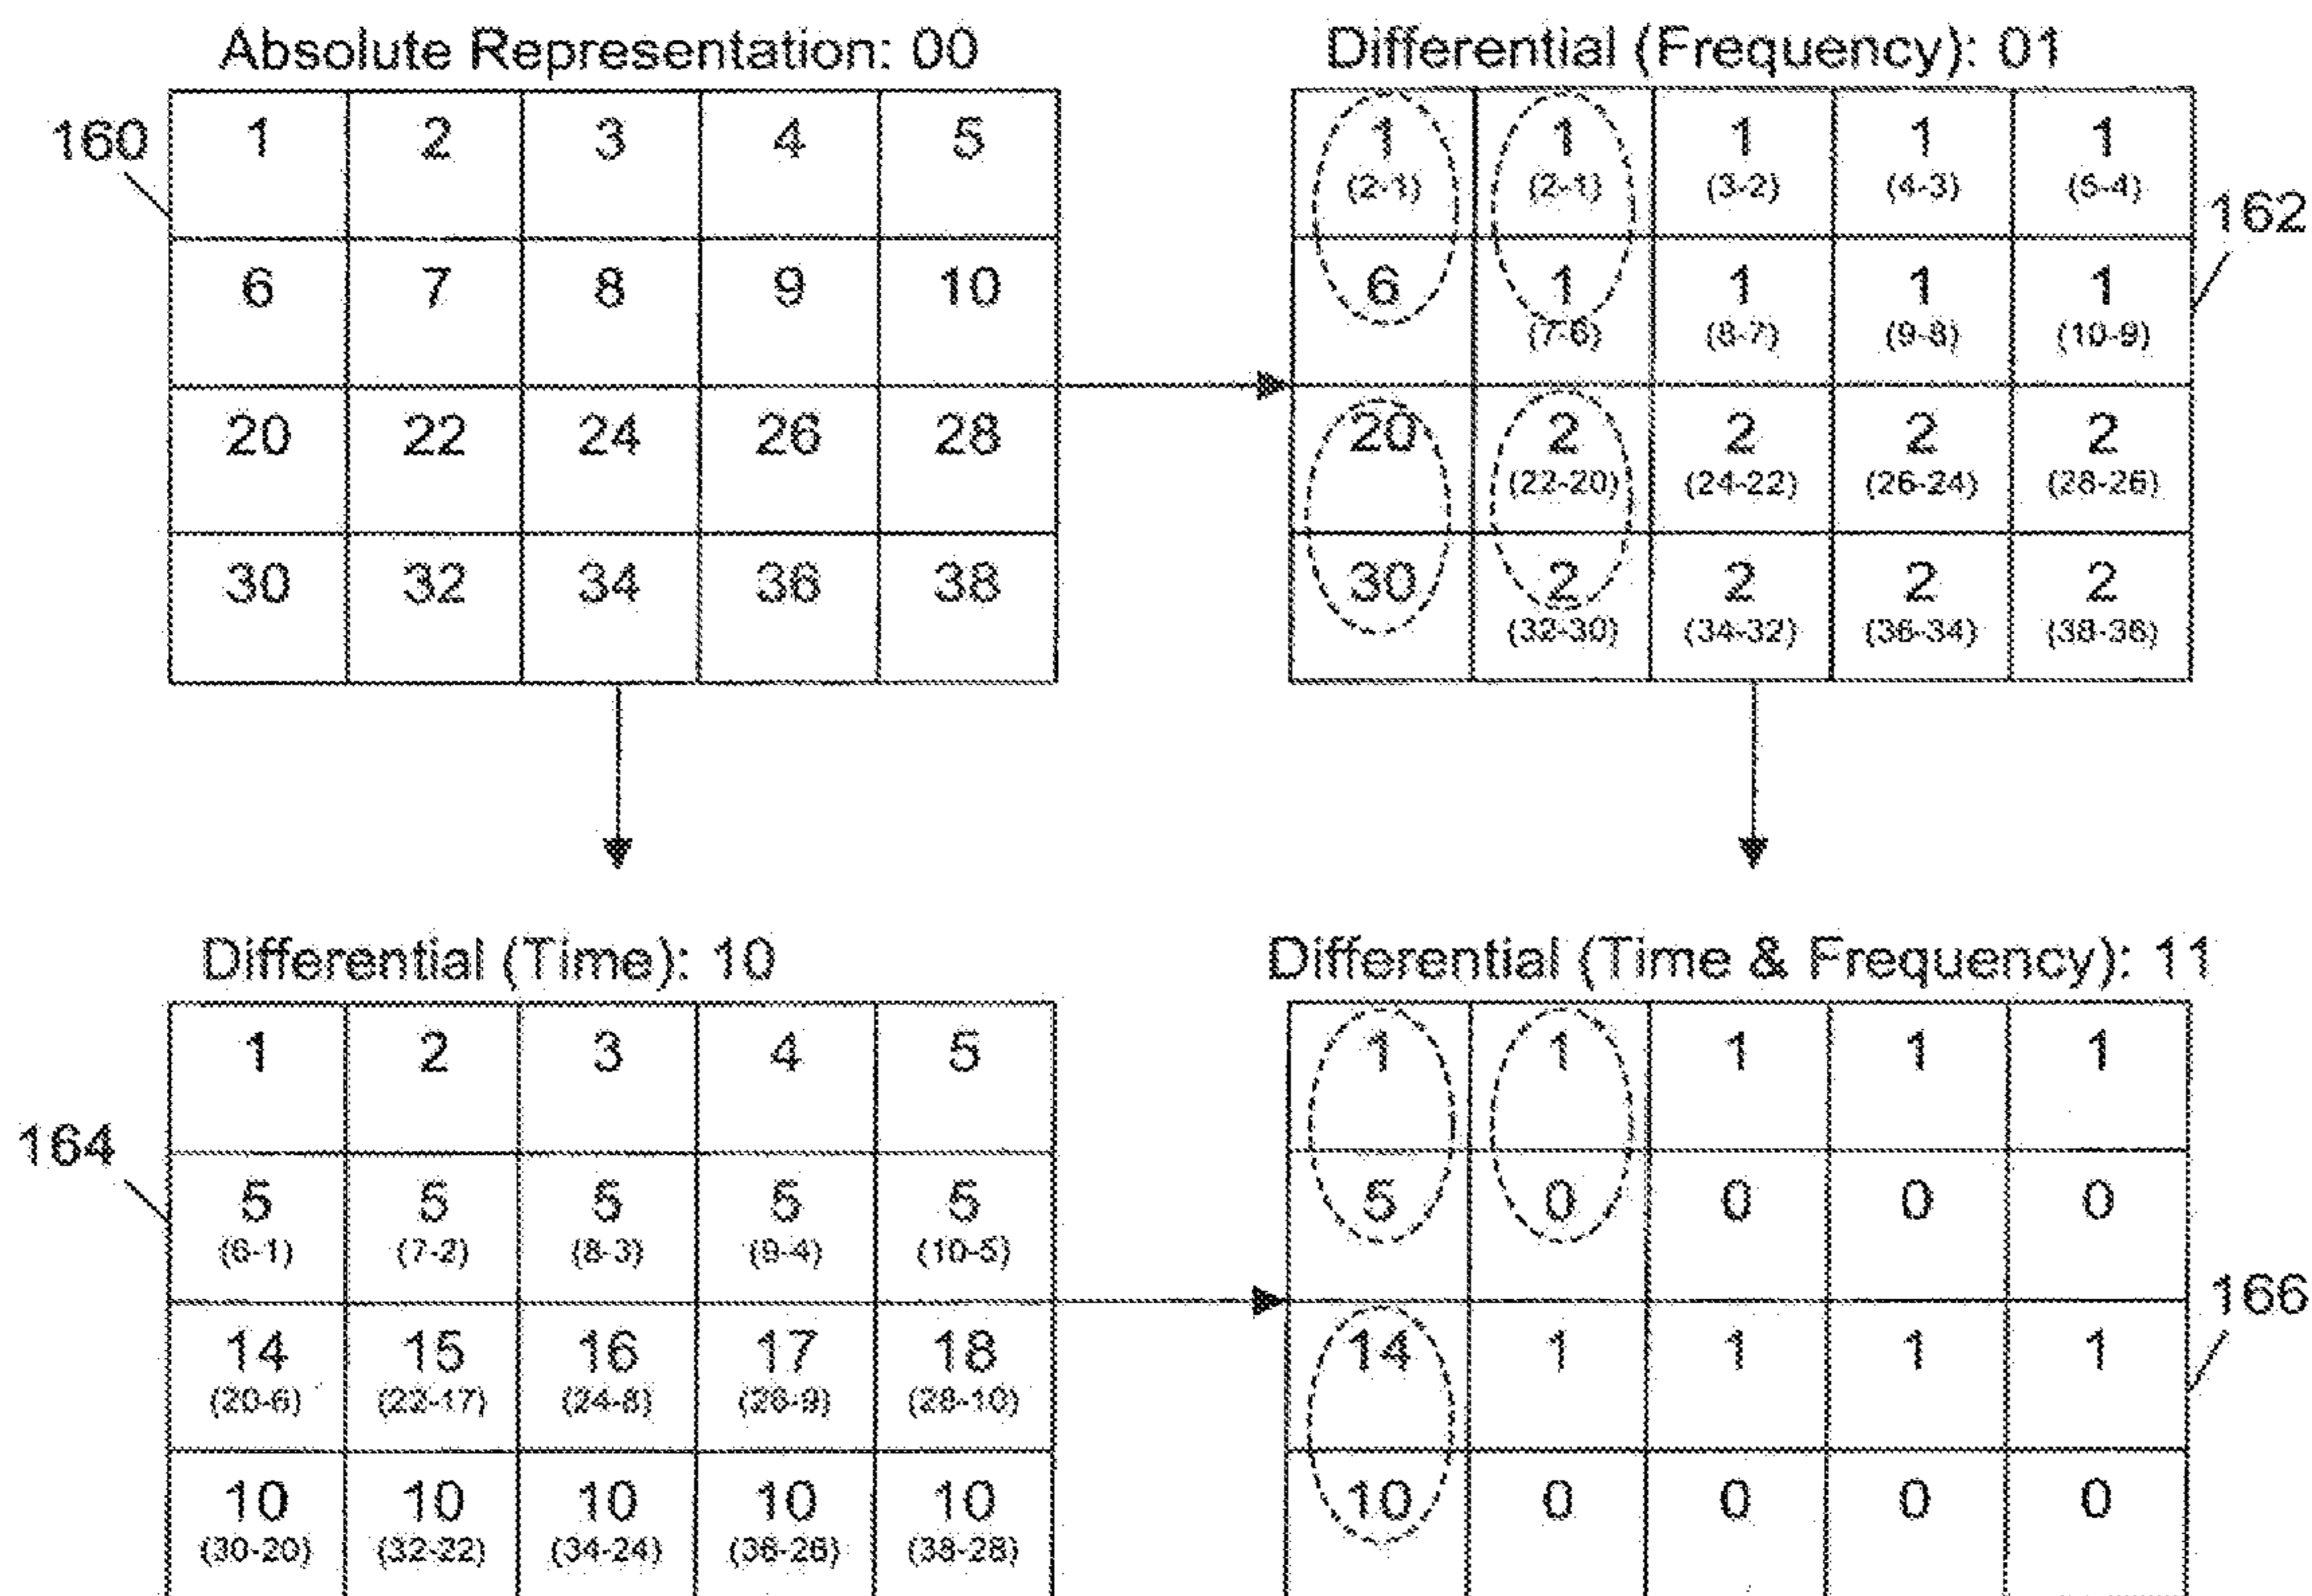 Absolute Representation: 00
160
1 2 3 4 5
6 7 8 9 10
20 22 24 26 28
30 32 34 36 38
Differential (Frequency): 01
162
1 1 1 1 1
(2-1) (2-1) (3-2) (4-3) (5-4)
6 1 1 1 1
(7-6) (8-7) (9-8) (10-9)
20 2 2 2 2
(22-20) (24-22) (26-24) (28-26)
30 2 2 2 2
(32-30) (34-32) (36-34) (38-36)
Differential (Time): 10
164
1 2 3 4 5
5 5 5 5 5
(6-1) (7-2) (8-3) (9-4) (10-5)
14 15 16 17 18
(20-6) (22-17) (24-8) (26-9) (28-10)
10 10 10 10 10
(30-20) (32-22) (34-24) (36-26) (38-28)
Differential (Time & Frequency): 11
166
1 1 1 1 1
5 0 0 0 0
14 1 1 1 1
10 0 0 0 0